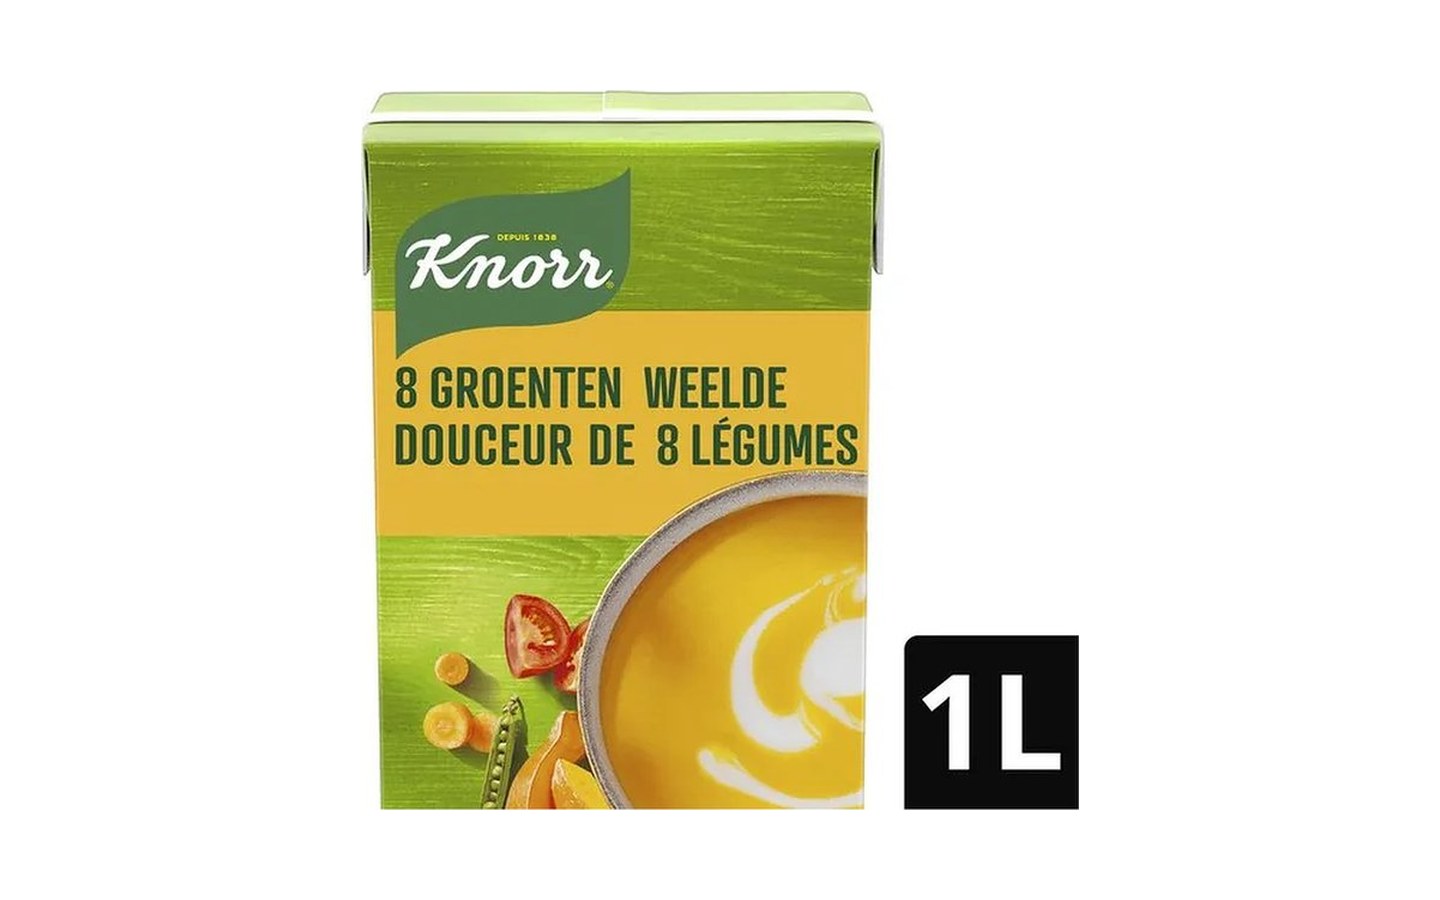 DEPUIS 1838
Knorr
8 GROENTEN WEELDE
DOUCEUR DE 8 LÉGUMES
1L